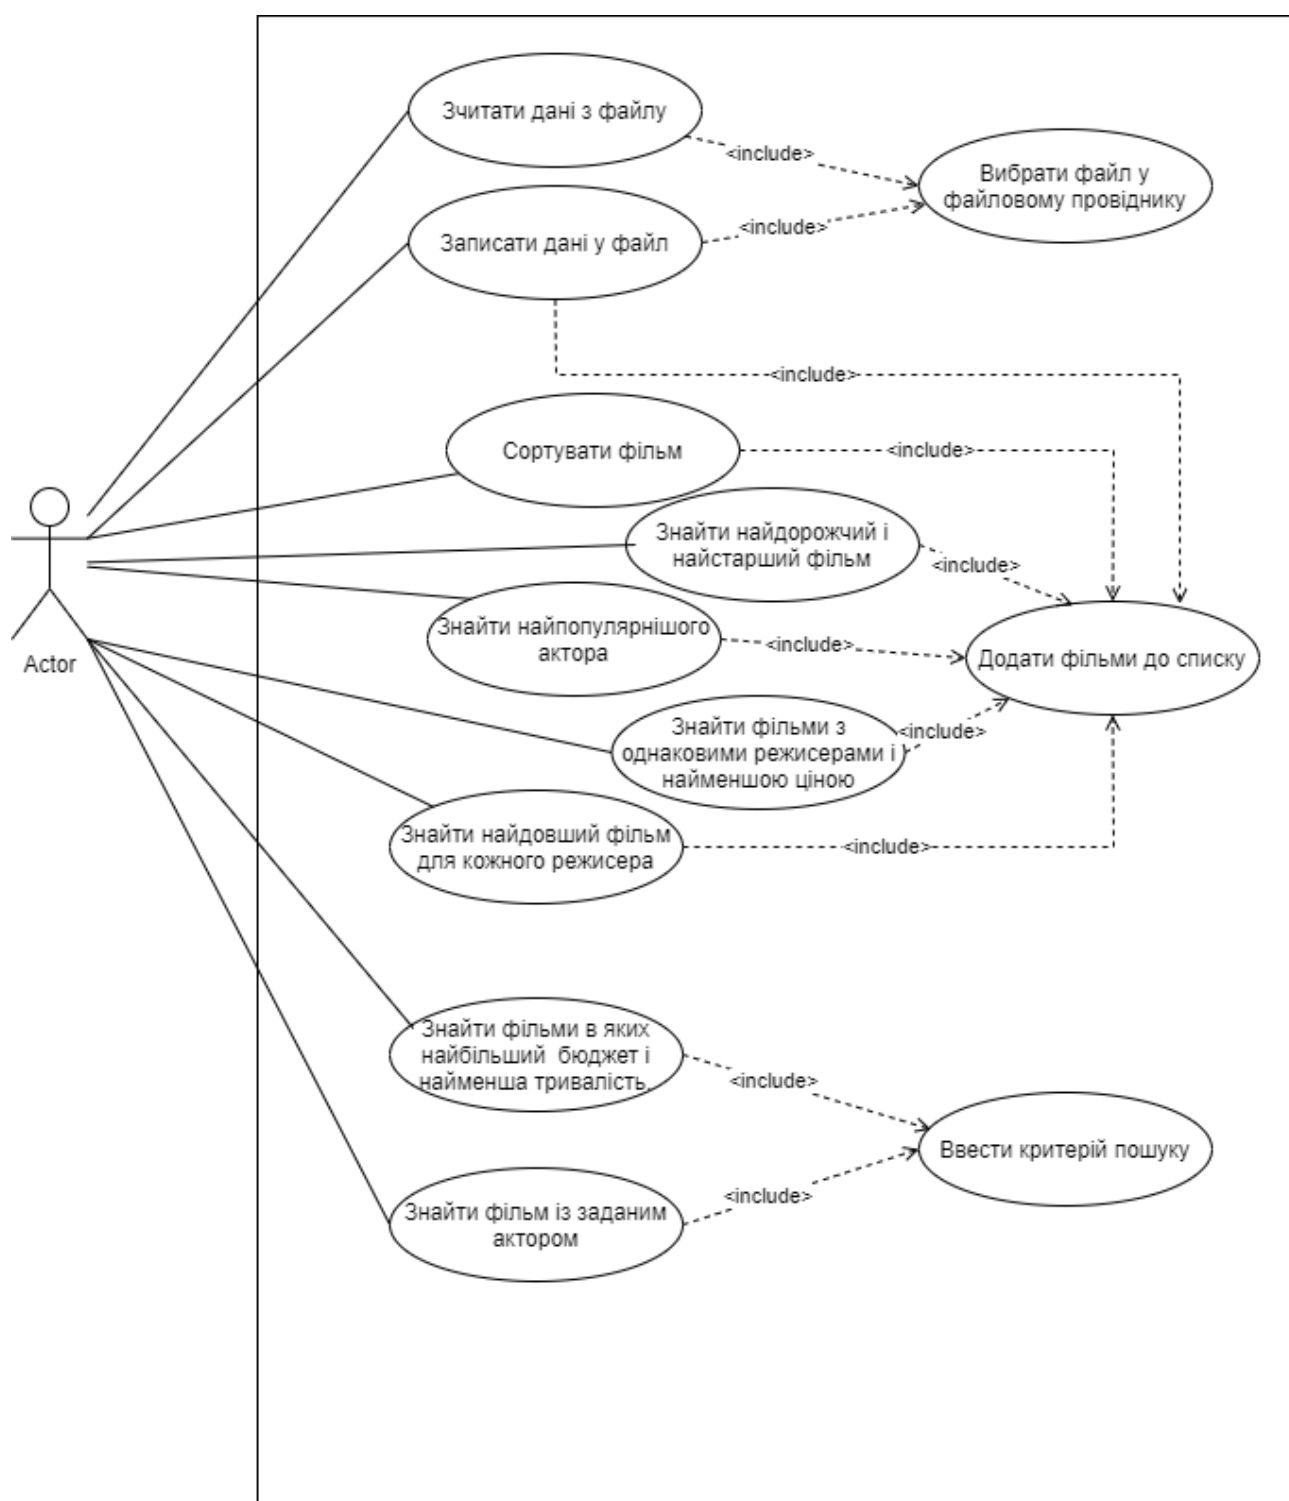 Зчитати дані з файлу
<include>
Вибрати файл у
файловому провіднику
<include>
Записати дані у файл
<include>
Сортувати фільм
<include>
Знайти найдорожчий і
найстарший фільм
<include>
Знайти найпопулярнішого
актора
<include>
Додати фільми до списку
Actor
Знайти фільми з
однаковими режисерами і
найменшою ціною
<include>
Знайти найдовший фільм
для кожного режисера
<include>
Знайти фільми в яких
найбільший бюджет і
найменша тривалість.
<include>
Ввести критерій пошуку
<include>
Знайти фільм із заданим
актором